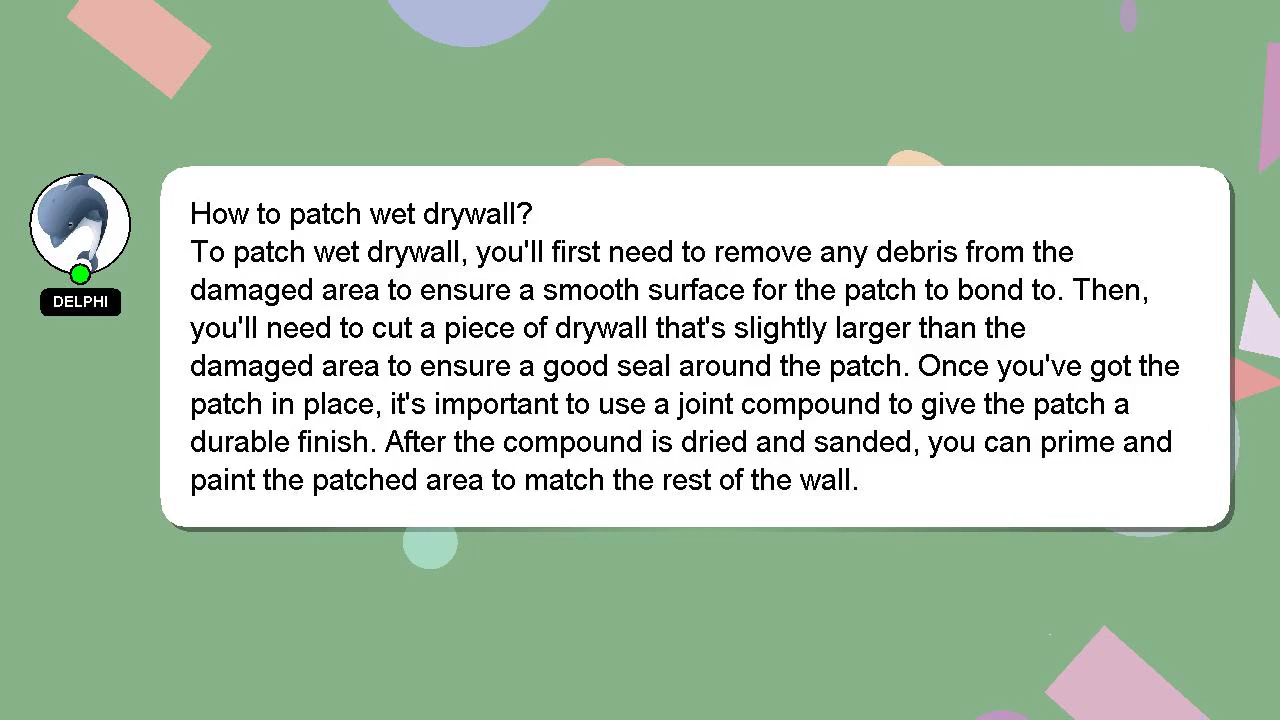 How to patch wet drywall?
To patch wet drywall, you'll first need to remove any debris from the
damaged area to ensure a smooth surface for the patch to bond to. Then,
you'll need to cut a piece of drywall that's slightly larger than the
damaged area to ensure a good seal around the patch. Once you've got the
patch in place, it's important to use a joint compound to give the patch a
durable finish. After the compound is dried and sanded, you can prime and
paint the patched area to match the rest of the wall.
DELPHI